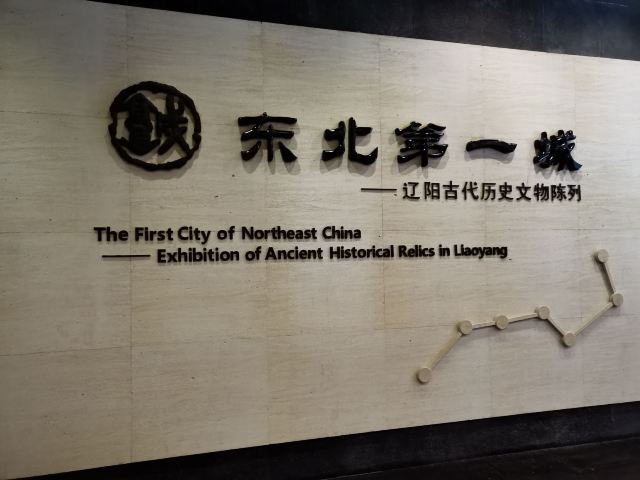 东北第一城
——辽阳古代历史文物陈列
The First City of Northeast China
——Exhibition of Ancient Historical Relics in Liaoyang